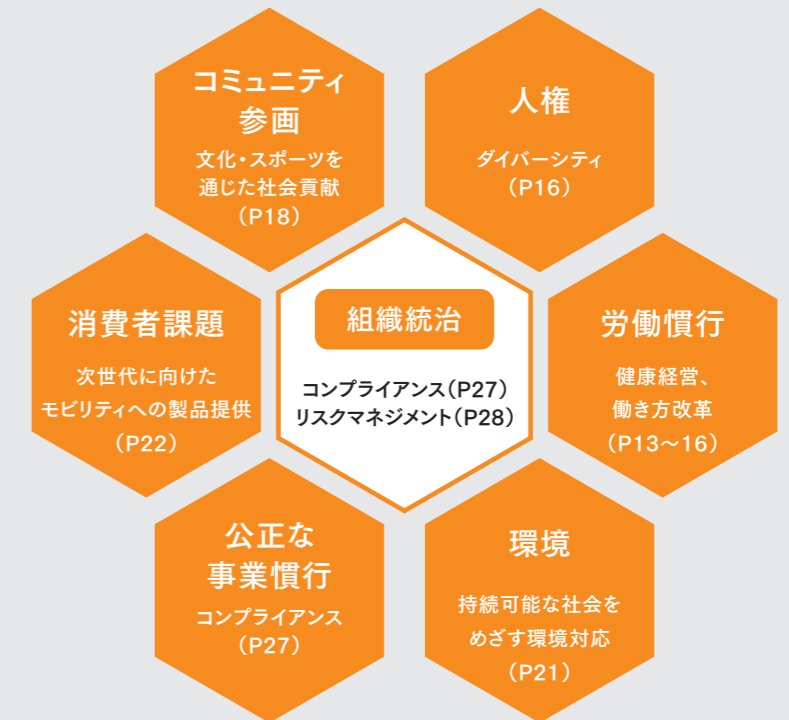 コミュニティ
参画
文化・スポーツを
通じた社会貢献
（P18）
人権
ダイバーシティ
（P16）
消費者課題
次世代に向けた
モビリティへの製品提供
（P22）
組織統治
コンプライアンス（P27）
リスクマネジメント（P28）
労働慣行
健康経営、
働き方改革
（P13〜16）
公正な
事業慣行
コンプライアンス
（P27）
環境
持続可能な社会を
めざす環境対応
（P21）